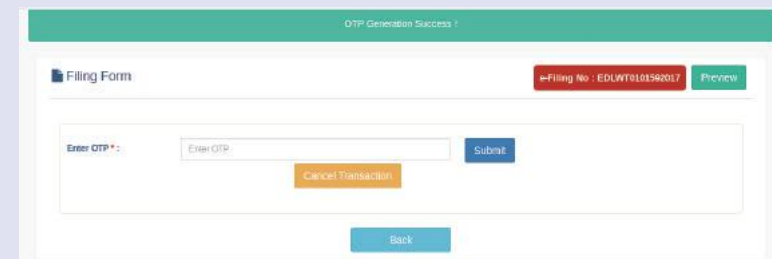 OTP Generation Success !
Filing Form
e-Filing No : EDLWT0101592017
Preview
Enter OTP * :
Enter OTP
Submit
Cancel Transaction
Back